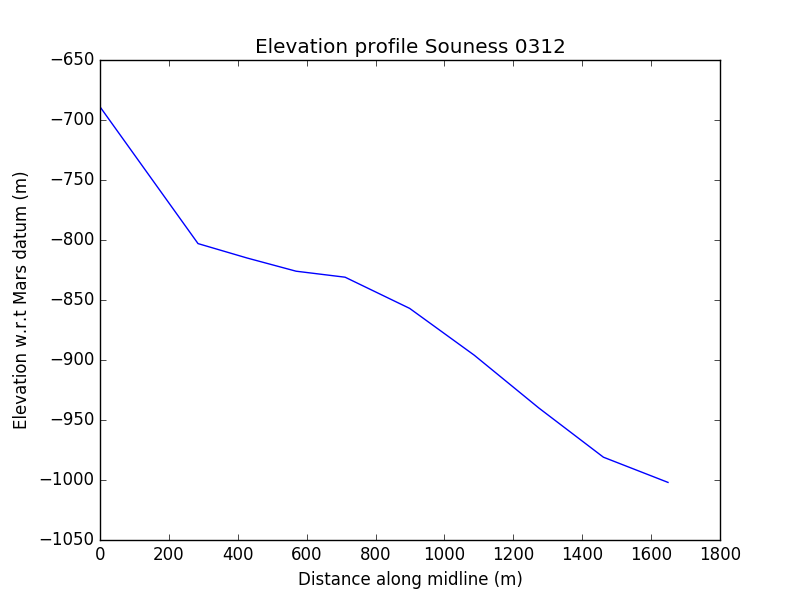 Elevation profile Souness 0312
−650
−700
−750
−800
−850
−900
−950
−1000
−1050
Elevation w.r.t Mars datum (m)
0 200 400 600 800 1000 1200 1400 1600 1800
Distance along midline (m)